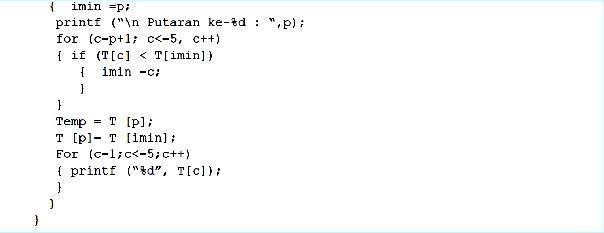 { imin =p;
printf ("\n Putaran ke-%d : ",p);
for (c-p+1; c<-5, c++)
{ if (T[c] < T[imin])
{ imin -c;
}
}
Temp = T [p];
T [p]- T [imin];
For (c-1;c<-5;c++)
{ printf ("%d", T[c]);
}
}
}